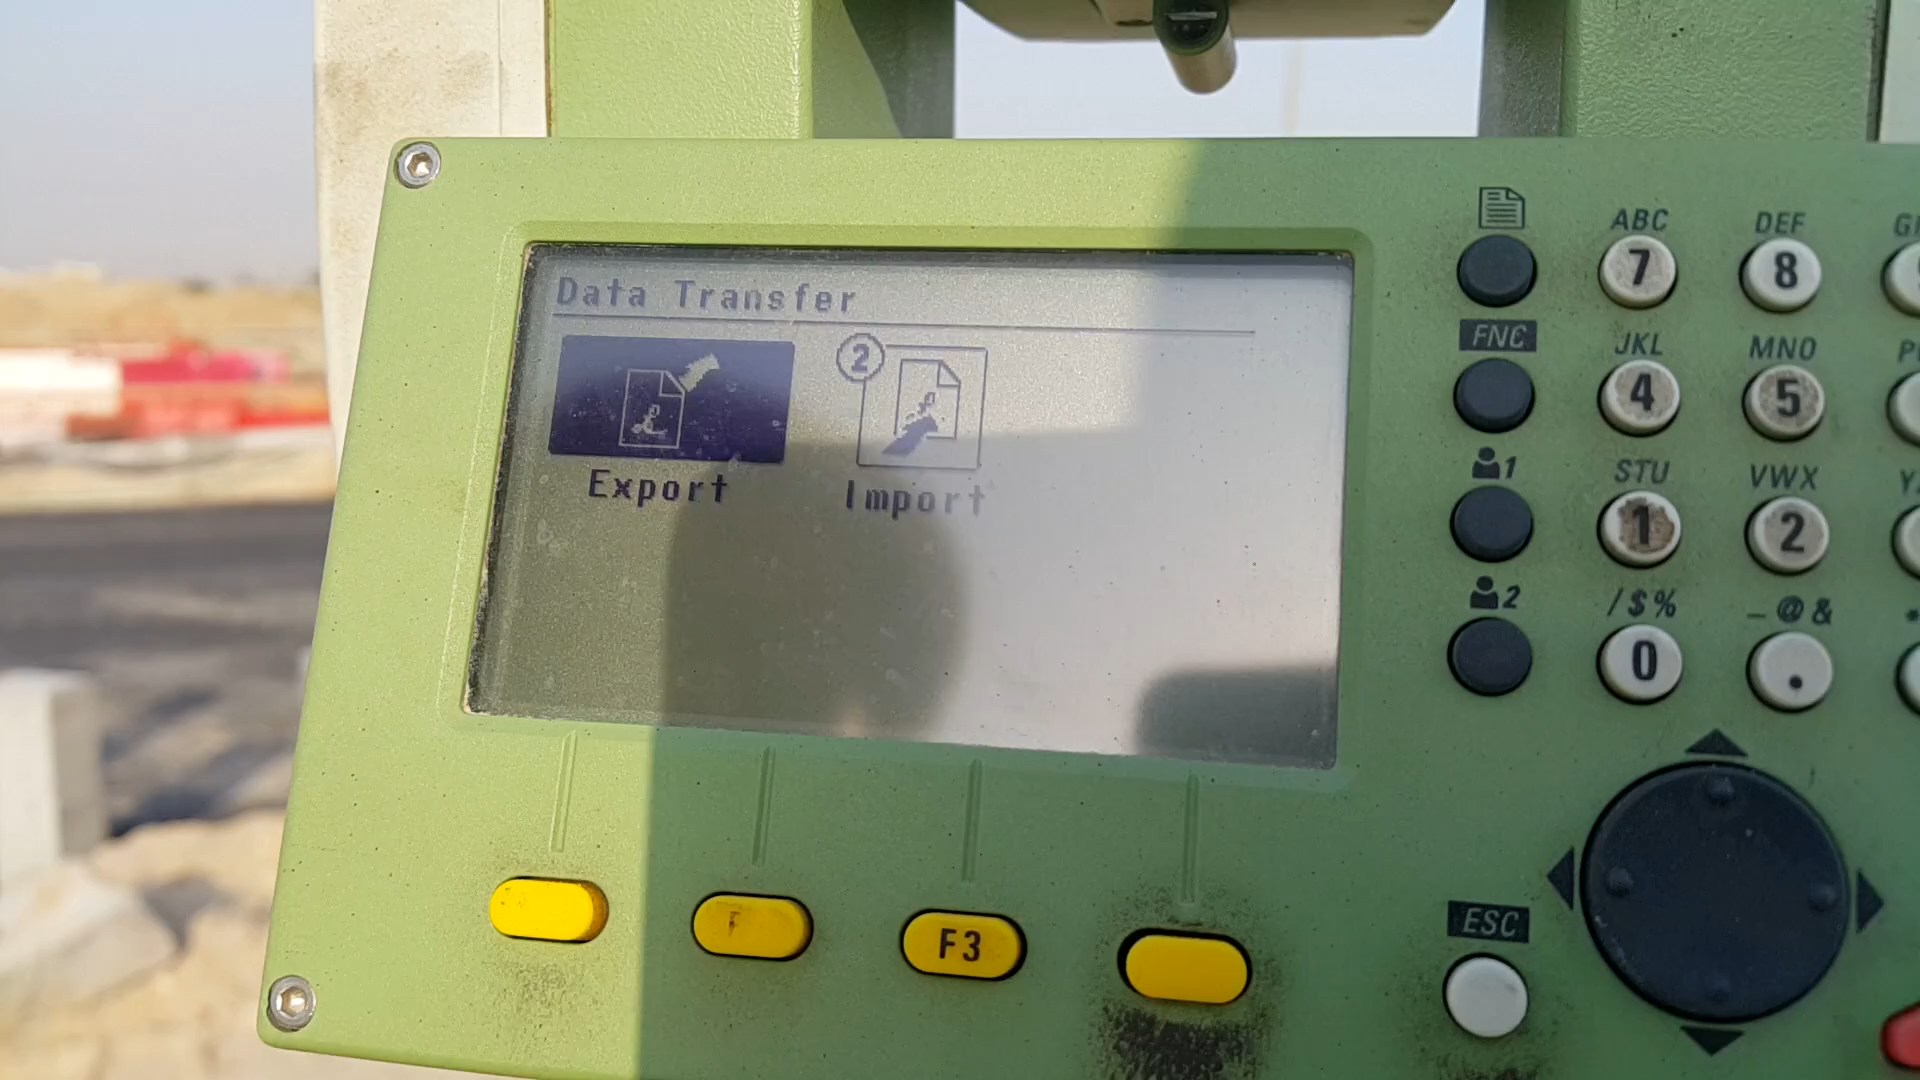 Data Transfer
2
Export
Import
ABC
DEF
7
8
FNC
JKL
MNO
4
5
1
STU
VWX
1
2
2
/$%
_@&
0
.
F
F3
ESC